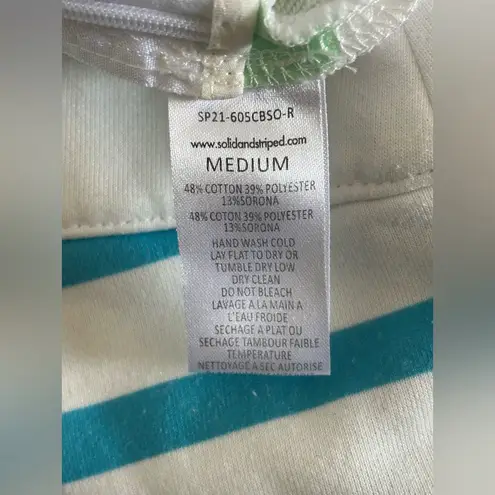 SP21-605CBSO-R
www.solidandstriped.com
MEDIUM
48% COTTON 39% POLYESTER
13%SORONA
48% COTON 39% POLYESTER
13%SORONA
HAND WASH COLD
LAY FLAT TO DRY OR
TUMBLE DRY LOW
DRY CLEAN
DO NOT BLEACH
LAVAGE A LA MAIN A
L'EAU FROIDE
SECHAGE A PLAT OU
SECHAGE TAMBOUR FAIBLE
TEMPERATURE
NETTOYAGE A SEC AUTORISE